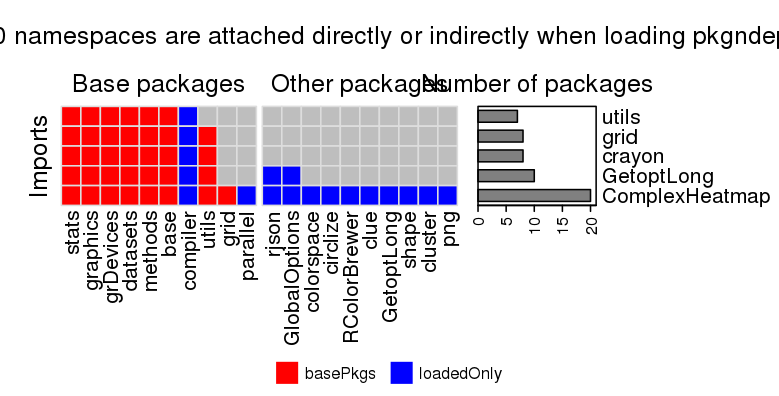 0 namespaces are attached directly or indirectly when loading pkgndep
Base packages
Other packages
Number of packages
Imports
utils
grid
crayon
GetoptLong
ComplexHeatmap
0
5
10
15
20
stats
graphics
grDevices
datasets
methods
base
compiler
utils
grid
parallel
rjson
GlobalOptions
colorspace
circlize
RColorBrewer
clue
GetoptLong
shape
cluster
png
basePkgs
loadedOnly